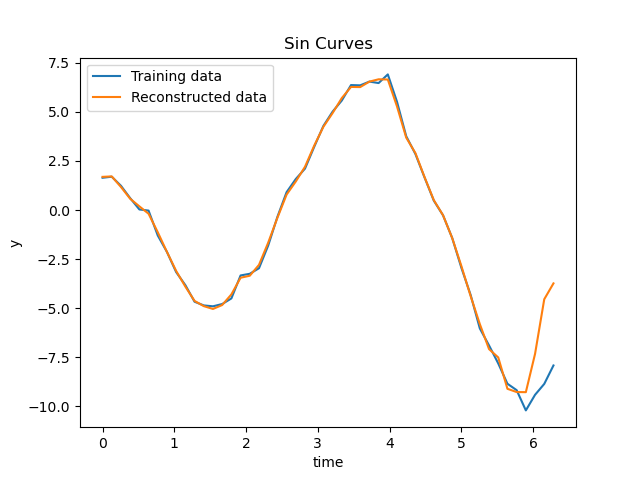 Sin Curves
7.5
5.0
2.5
0.0
−2.5
−5.0
−7.5
−10.0
y
Training data
Reconstructed data
0 1 2 3 4 5 6
time